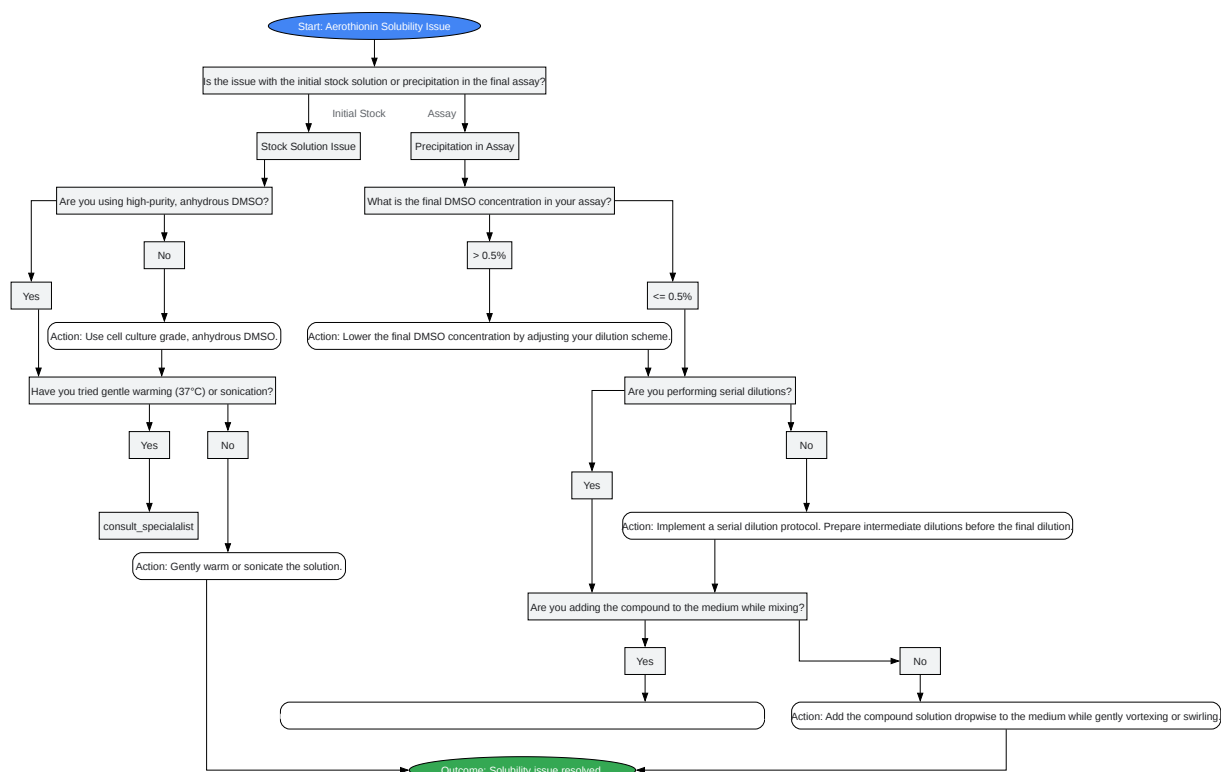 Start: Aerothionin Solubility Issue
Is the issue with the initial stock solution or precipitation in the final assay?
Initial Stock
Assay
Stock Solution Issue
Precipitation in Assay
Are you using high-purity, anhydrous DMSO?
What is the final DMSO concentration in your assay?
No
> 0.5%
Yes
<= 0.5%
Action: Use cell culture grade, anhydrous DMSO.
Action: Lower the final DMSO concentration by adjusting your dilution scheme.
Have you tried gentle warming (37°C) or sonication?
Are you performing serial dilutions?
Yes
No
No
Yes
consult_specialalist
Action: Implement a serial dilution protocol. Prepare intermediate dilutions before the final dilution.
Action: Gently warm or sonicate the solution.
Are you adding the compound to the medium while mixing?
Yes
No
Action: Add the compound solution dropwise to the medium while gently vortexing or swirling.
Outcome: Solubility issue resolved